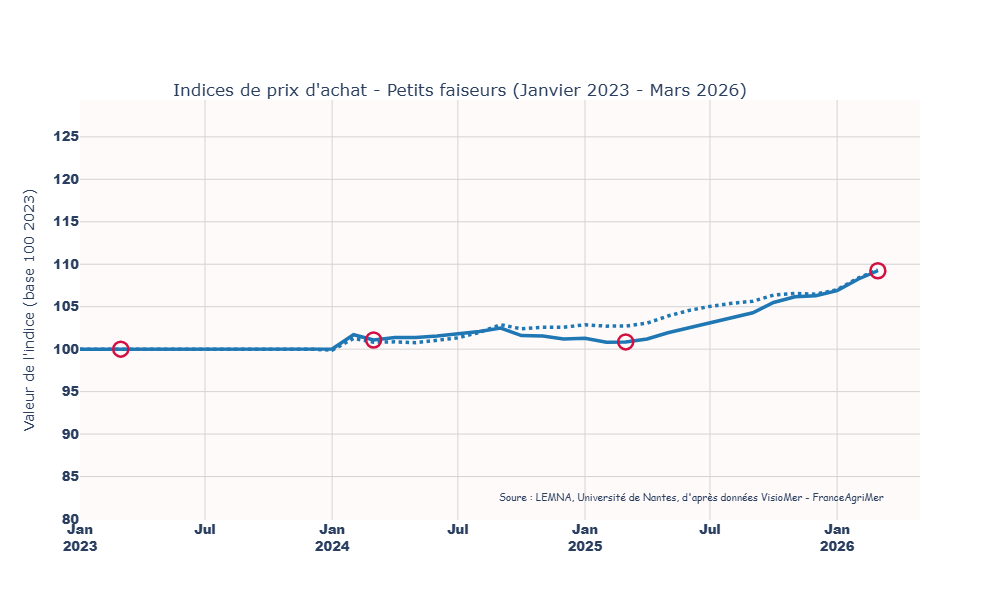 Indices de prix d'achat - Petits faiseurs (Janvier 2023 - Mars 2026)
Valeur de l'indice (base 100 2023)
125
120
115
110
105
100
95
90
85
80
Soure : LEMNA, Université de Nantes, d'après données VisioMer - FranceAgriMer
Jan Jul Jan Jul Jan Jul Jan
2023 2024 2025 2026